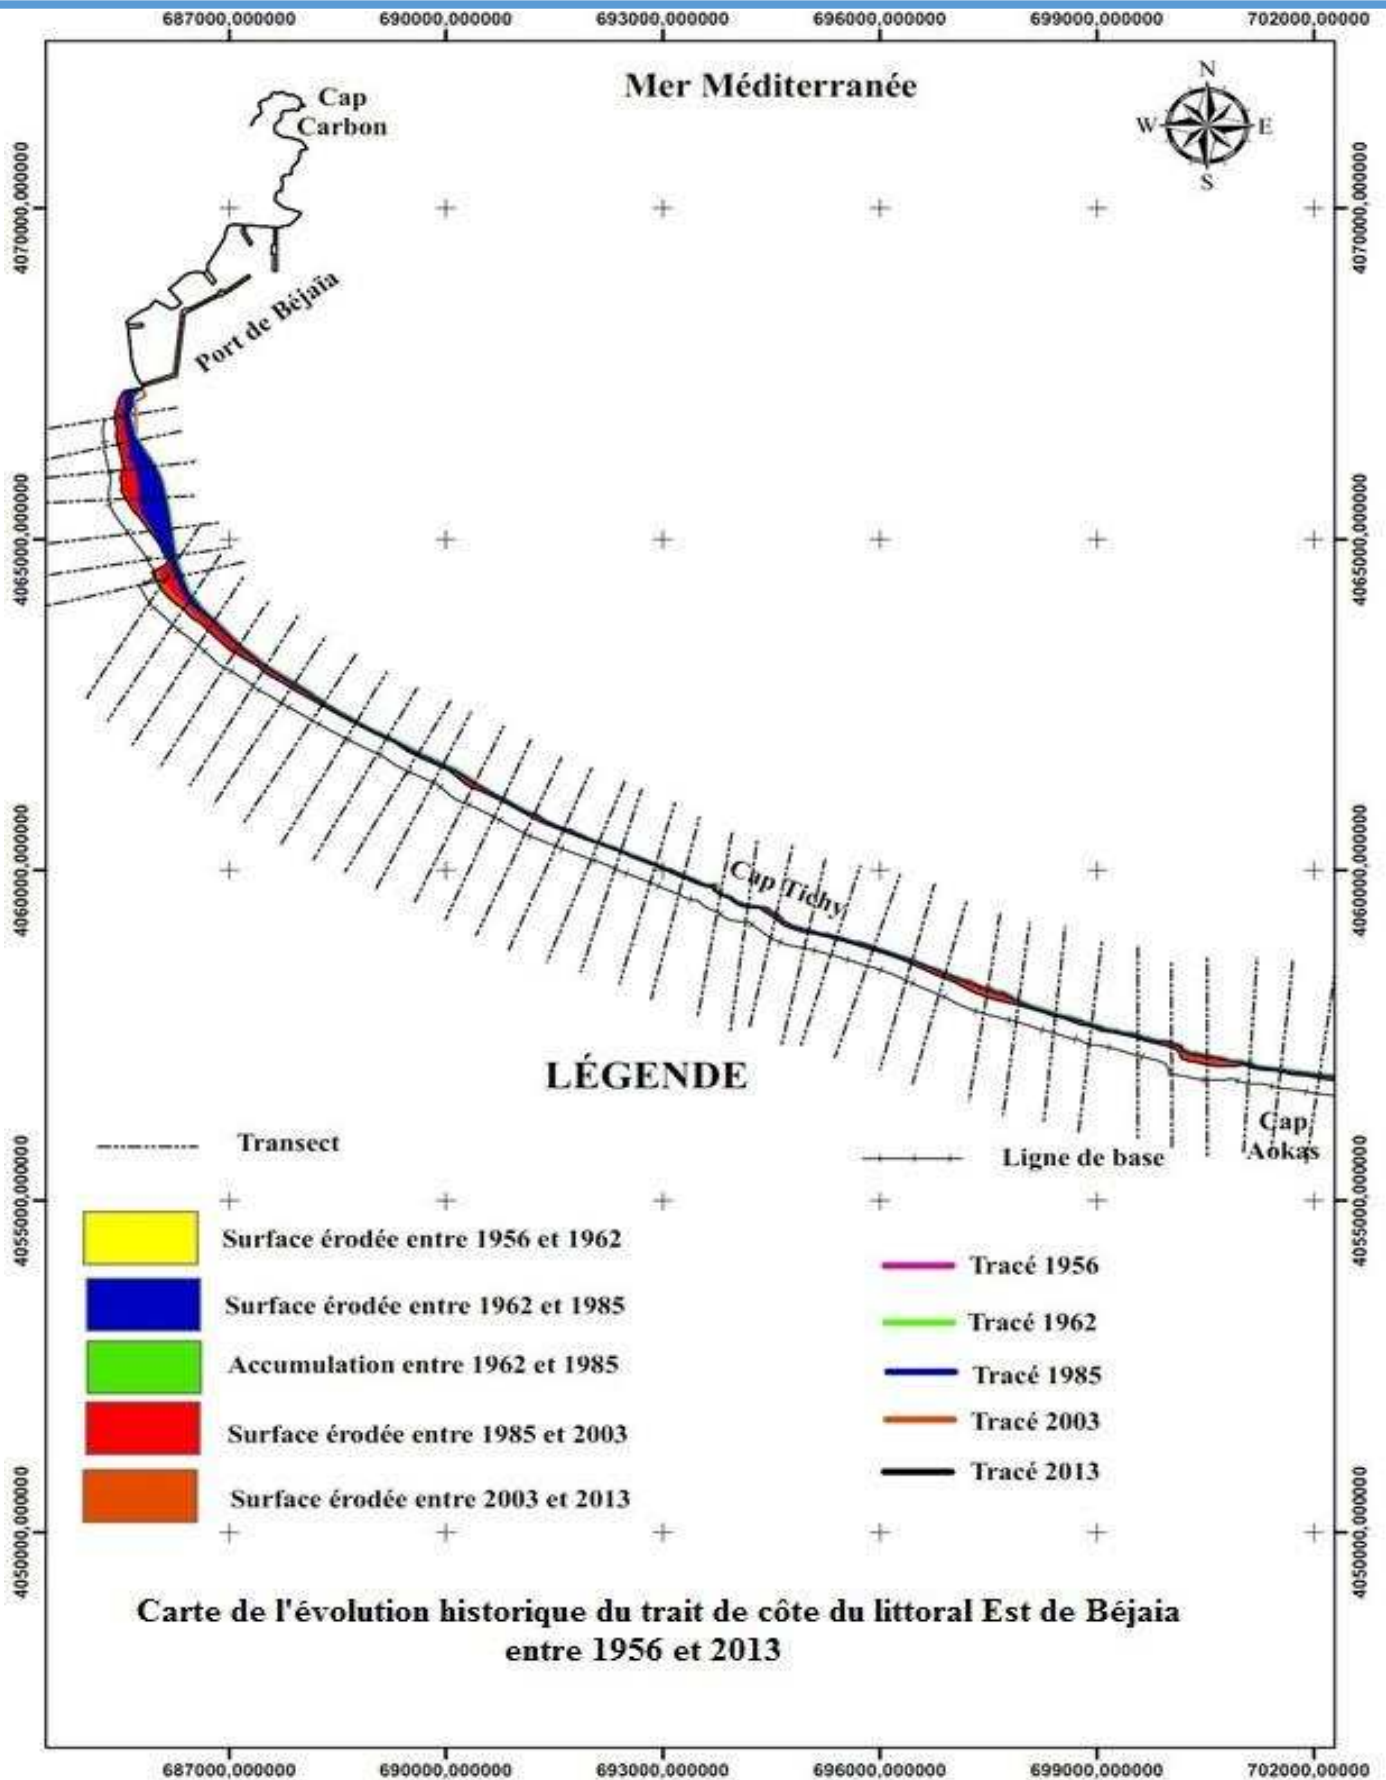 687000,000000 690000,000000 693000,000000 696000,000000 699000,000000 702000,000000
Mer Méditerranée
N
W E
S
Cap
Carbon
Port de Béjaïa
4070000,000000 4070000,000000
4065000,000000 4065000,000000
4060000,000000 4060000,000000
Cap Tichy
Cap
Aokas
LÉGENDE
Transect
Ligne de base
4055000,000000 4055000,000000
Surface érodée entre 1956 et 1962
Surface érodée entre 1962 et 1985
Accumulation entre 1962 et 1985
Surface érodée entre 1985 et 2003
Surface érodée entre 2003 et 2013
Tracé 1956
Tracé 1962
Tracé 1985
Tracé 2003
Tracé 2013
4050000,000000 4050000,000000
Carte de l'évolution historique du trait de côte du littoral Est de Béjaia
entre 1956 et 2013
687000,000000 690000,000000 693000,000000 696000,000000 699000,000000 702000,000000